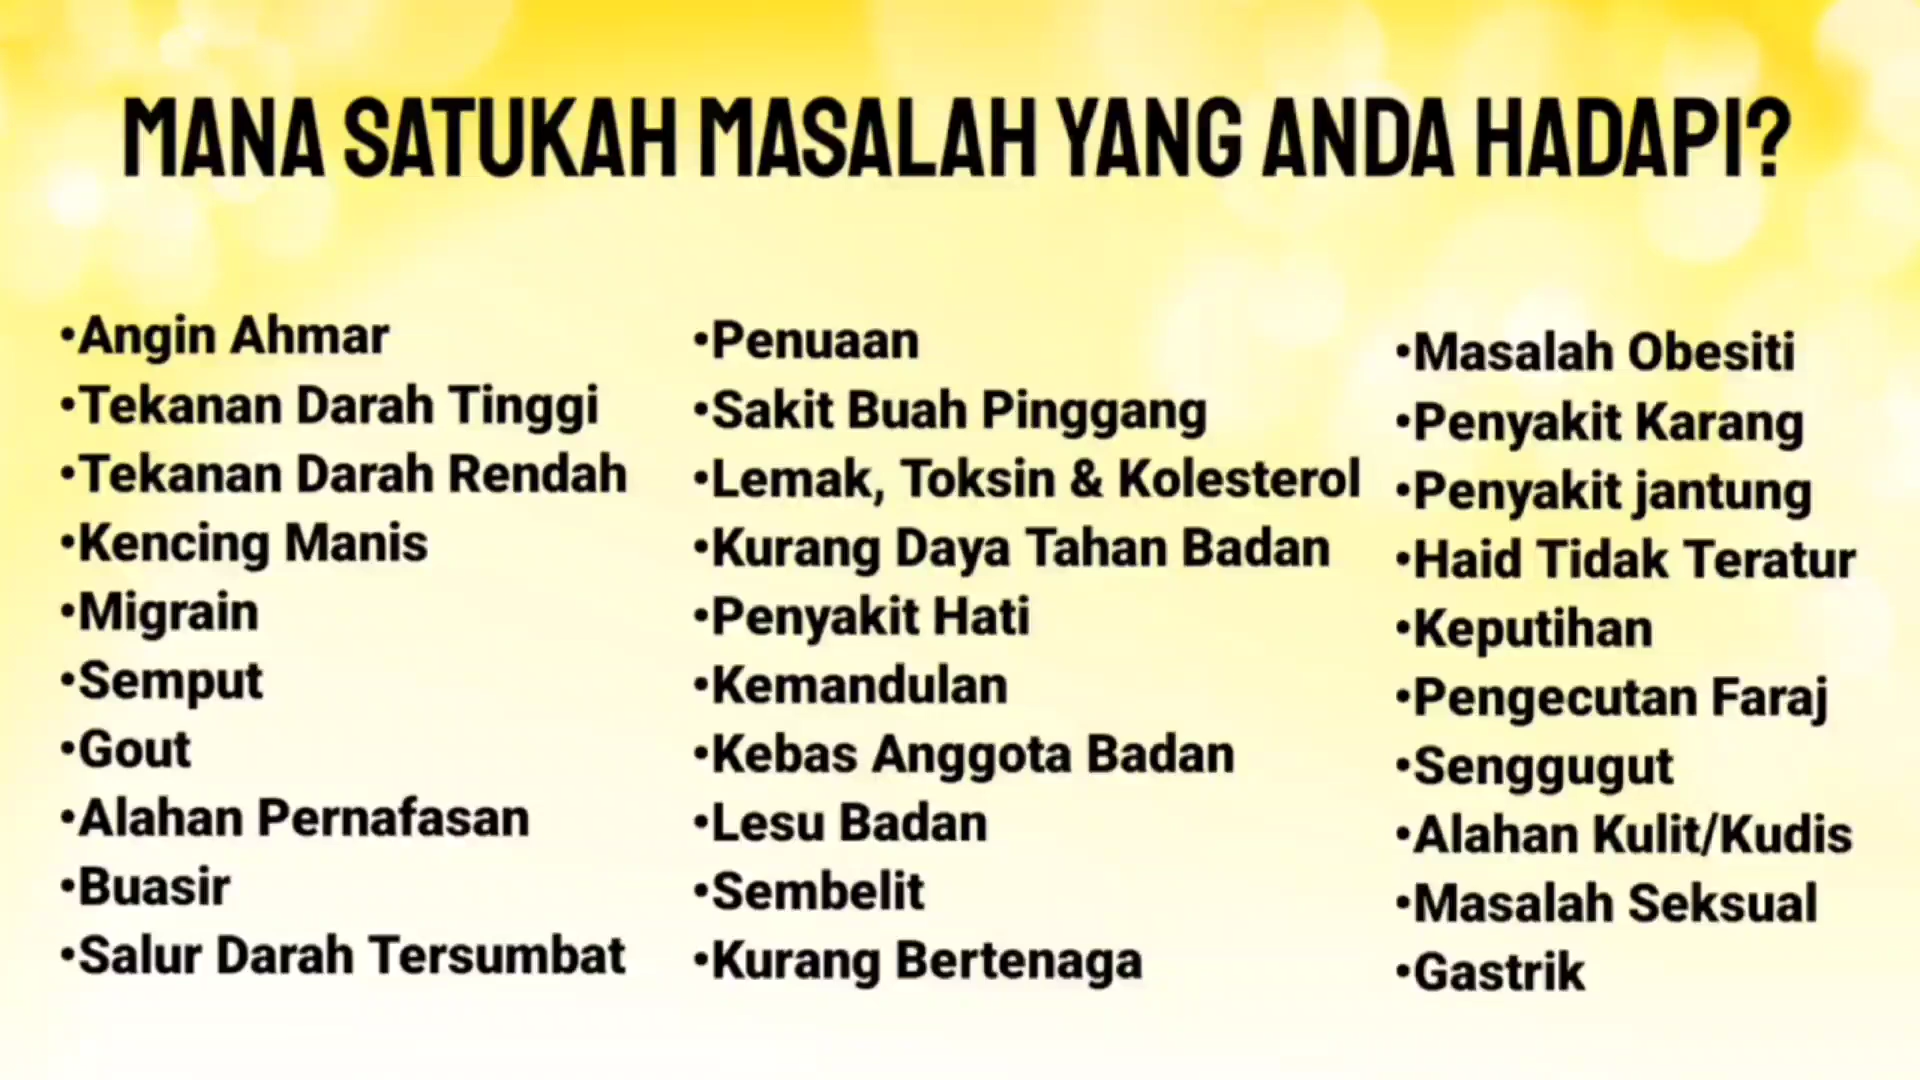 MANA SATUKAH MASALAH YANG ANDA HADAPI?
•Angin Ahmar
•Tekanan Darah Tinggi
•Tekanan Darah Rendah
•Kencing Manis
•Migrain
•Semput
•Gout
•Alahan Pernafasan
•Buasir
•Salur Darah Tersumbat
•Penuaan
•Sakit Buah Pinggang
•Lemak, Toksin & Kolesterol
•Kurang Daya Tahan Badan
•Penyakit Hati
•Kemandulan
•Kebas Anggota Badan
•Lesu Badan
•Sembelit
•Kurang Bertenaga
•Masalah Obesiti
•Penyakit Karang
•Penyakit jantung
•Haid Tidak Teratur
•Keputihan
•Pengecutan Faraj
•Senggugut
•Alahan Kulit/Kudis
•Masalah Seksual
•Gastrik